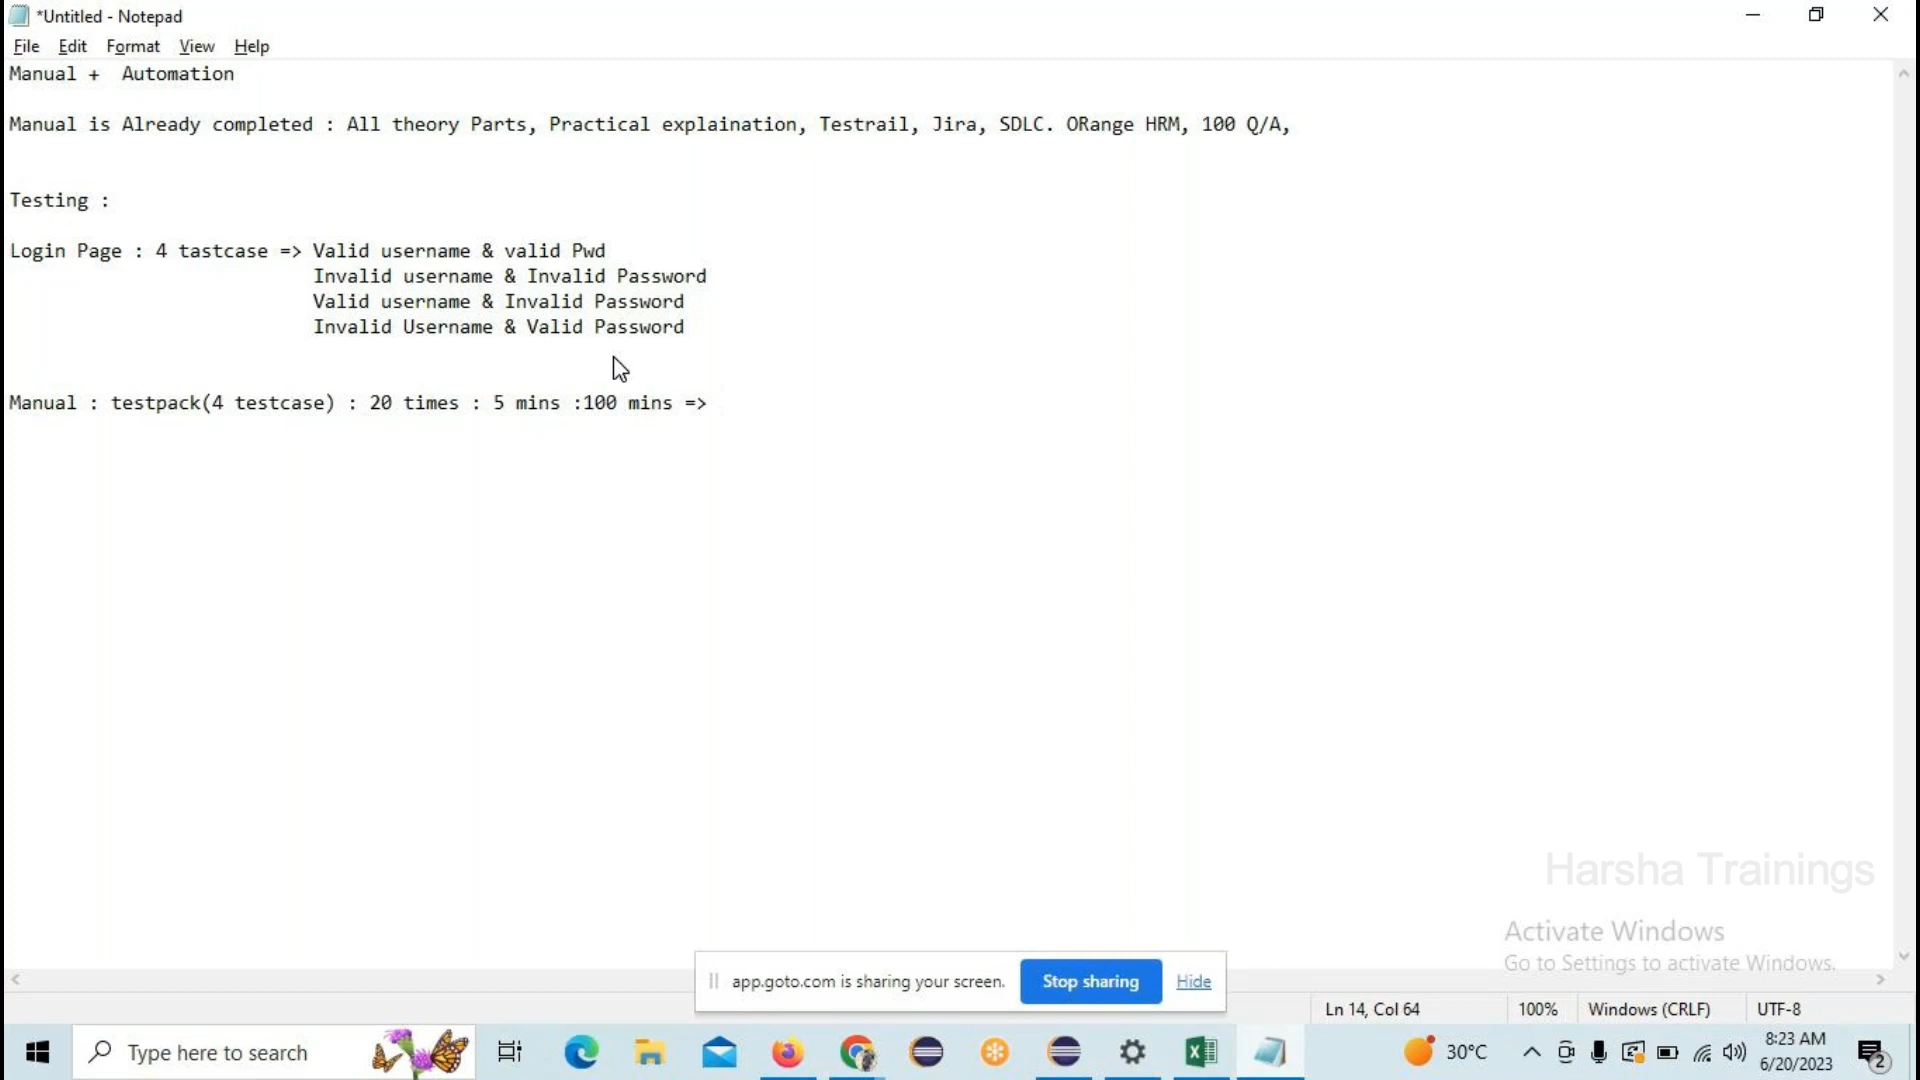 *Untitled - Notepad
File Edit Format View Help
Manual +  Automation
Manual is Already completed : All theory Parts, Practical explaination, Testrail, Jira, SDLC. ORange HRM, 100 Q/A,
Testing :
Login Page : 4 tastcase => Valid username & valid Pwd
Invalid username & Invalid Password
Valid username & Invalid Password
Invalid Username & Valid Password
Manual : testpack(4 testcase) : 20 times : 5 mins :100 mins =>
Harsha Trainings
Activate Windows
Go to Settings to activate Windows.
app.goto.com is sharing your screen. Stop sharing Hide
Ln 14, Col 64 100% Windows (CRLF) UTF-8
Type here to search 30°C 8:23 AM
6/20/2023 2